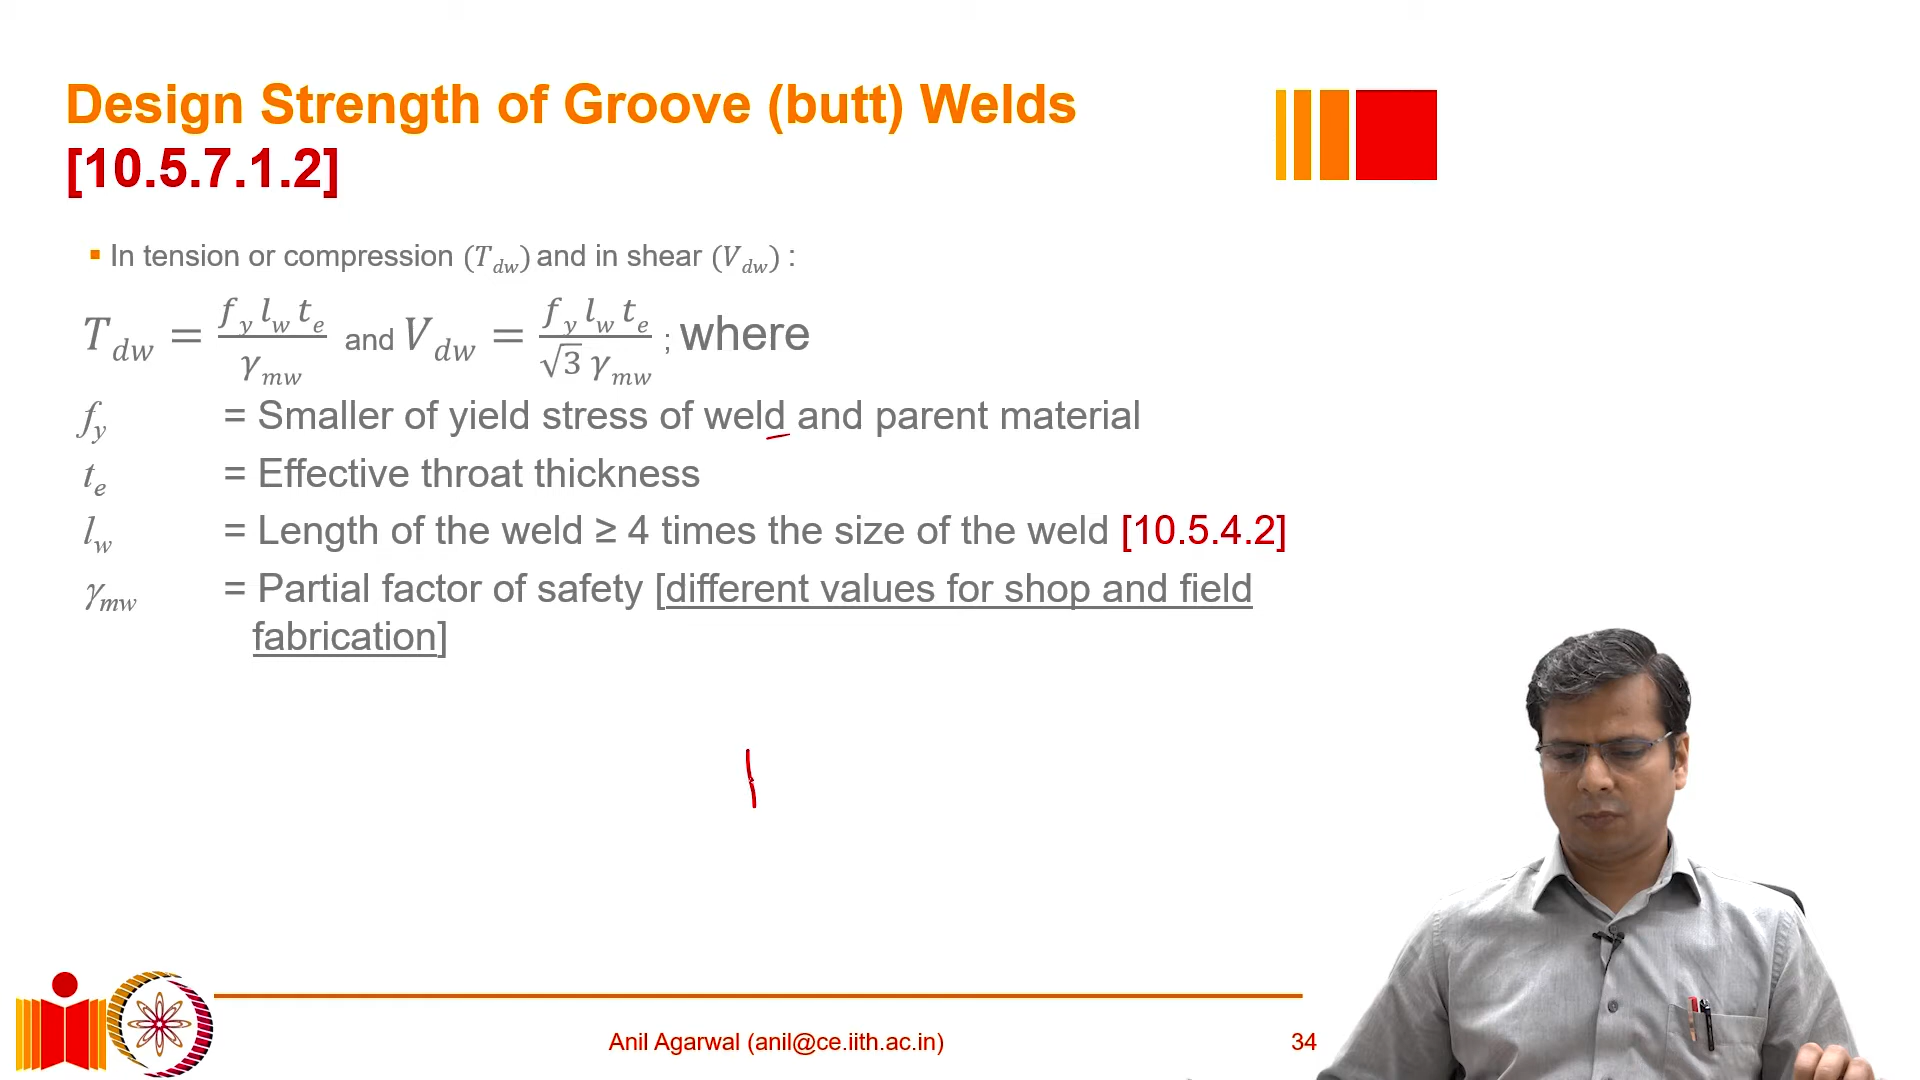 Design Strength of Groove (butt) Welds
[10.5.7.1.2]
▪ In tension or compression (T_dw) and in shear (V_dw) :
T_dw = f_y l_w t_e / γ_mw and V_dw = f_y l_w t_e / √3 γ_mw ; where
f_y = Smaller of yield stress of weld and parent material
t_e = Effective throat thickness
l_w = Length of the weld ≥ 4 times the size of the weld [10.5.4.2]
γ_mw = Partial factor of safety [different values for shop and field
fabrication]
Anil Agarwal (anil@ce.iith.ac.in)
34